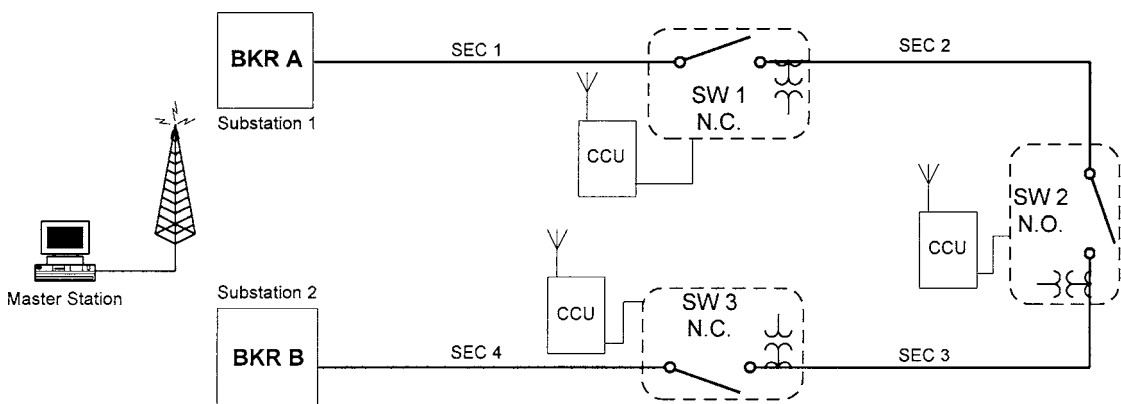 BKR A
Substation 1
SEC 1
SW 1
N.C.
SEC 2
CCU
SW 2
N.O.
CCU
Master Station
Substation 2
BKR B
SEC 4
CCU
SW 3
N.C.
SEC 3